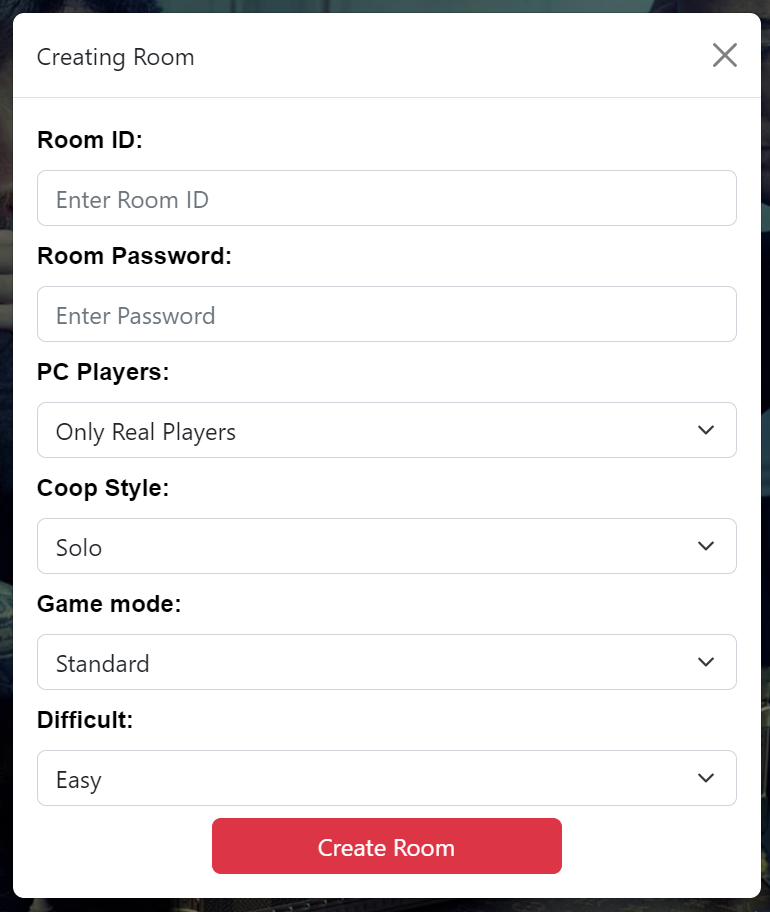 Creating Room
Room ID:
Enter Room ID
Room Password:
Enter Password
PC Players:
Only Real Players
Coop Style:
Solo
Game mode:
Standard
Difficult:
Easy
Create Room